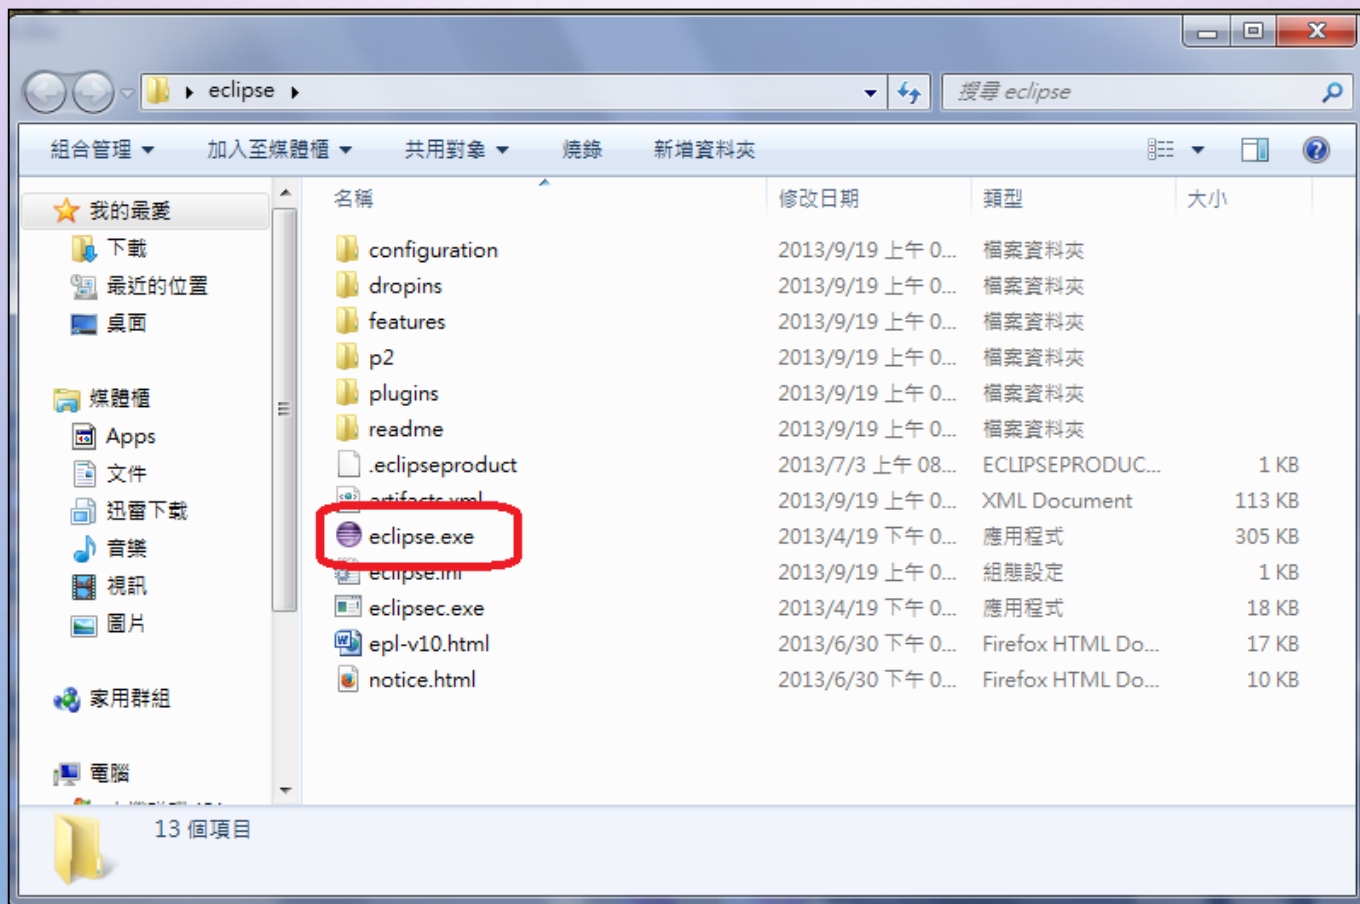 eclipse
搜尋 eclipse
組合管理 加入至媒體櫃 共用對象 燒錄 新增資料夾
我的最愛
下載
最近的位置
桌面
媒體櫃
Apps
文件
迅雷下載
音樂
視訊
圖片
家用群組
電腦
名稱 修改日期 類型 大小
configuration 2013/9/19 上午 0... 檔案資料夾
dropins 2013/9/19 上午 0... 檔案資料夾
features 2013/9/19 上午 0... 檔案資料夾
p2 2013/9/19 上午 0... 檔案資料夾
plugins 2013/9/19 上午 0... 檔案資料夾
readme 2013/9/19 上午 0... 檔案資料夾
.eclipseproduct 2013/7/3 上午 08... ECLIPSEPRODUC... 1 KB
artifacts.xml 2013/9/19 上午 0... XML Document 113 KB
eclipse.exe 2013/4/19 下午 0... 應用程式 305 KB
eclipse.ini 2013/9/19 上午 0... 組態設定 1 KB
eclipsec.exe 2013/4/19 下午 0... 應用程式 18 KB
epl-v10.html 2013/6/30 下午 0... Firefox HTML Do... 17 KB
notice.html 2013/6/30 下午 0... Firefox HTML Do... 10 KB
13 個項目